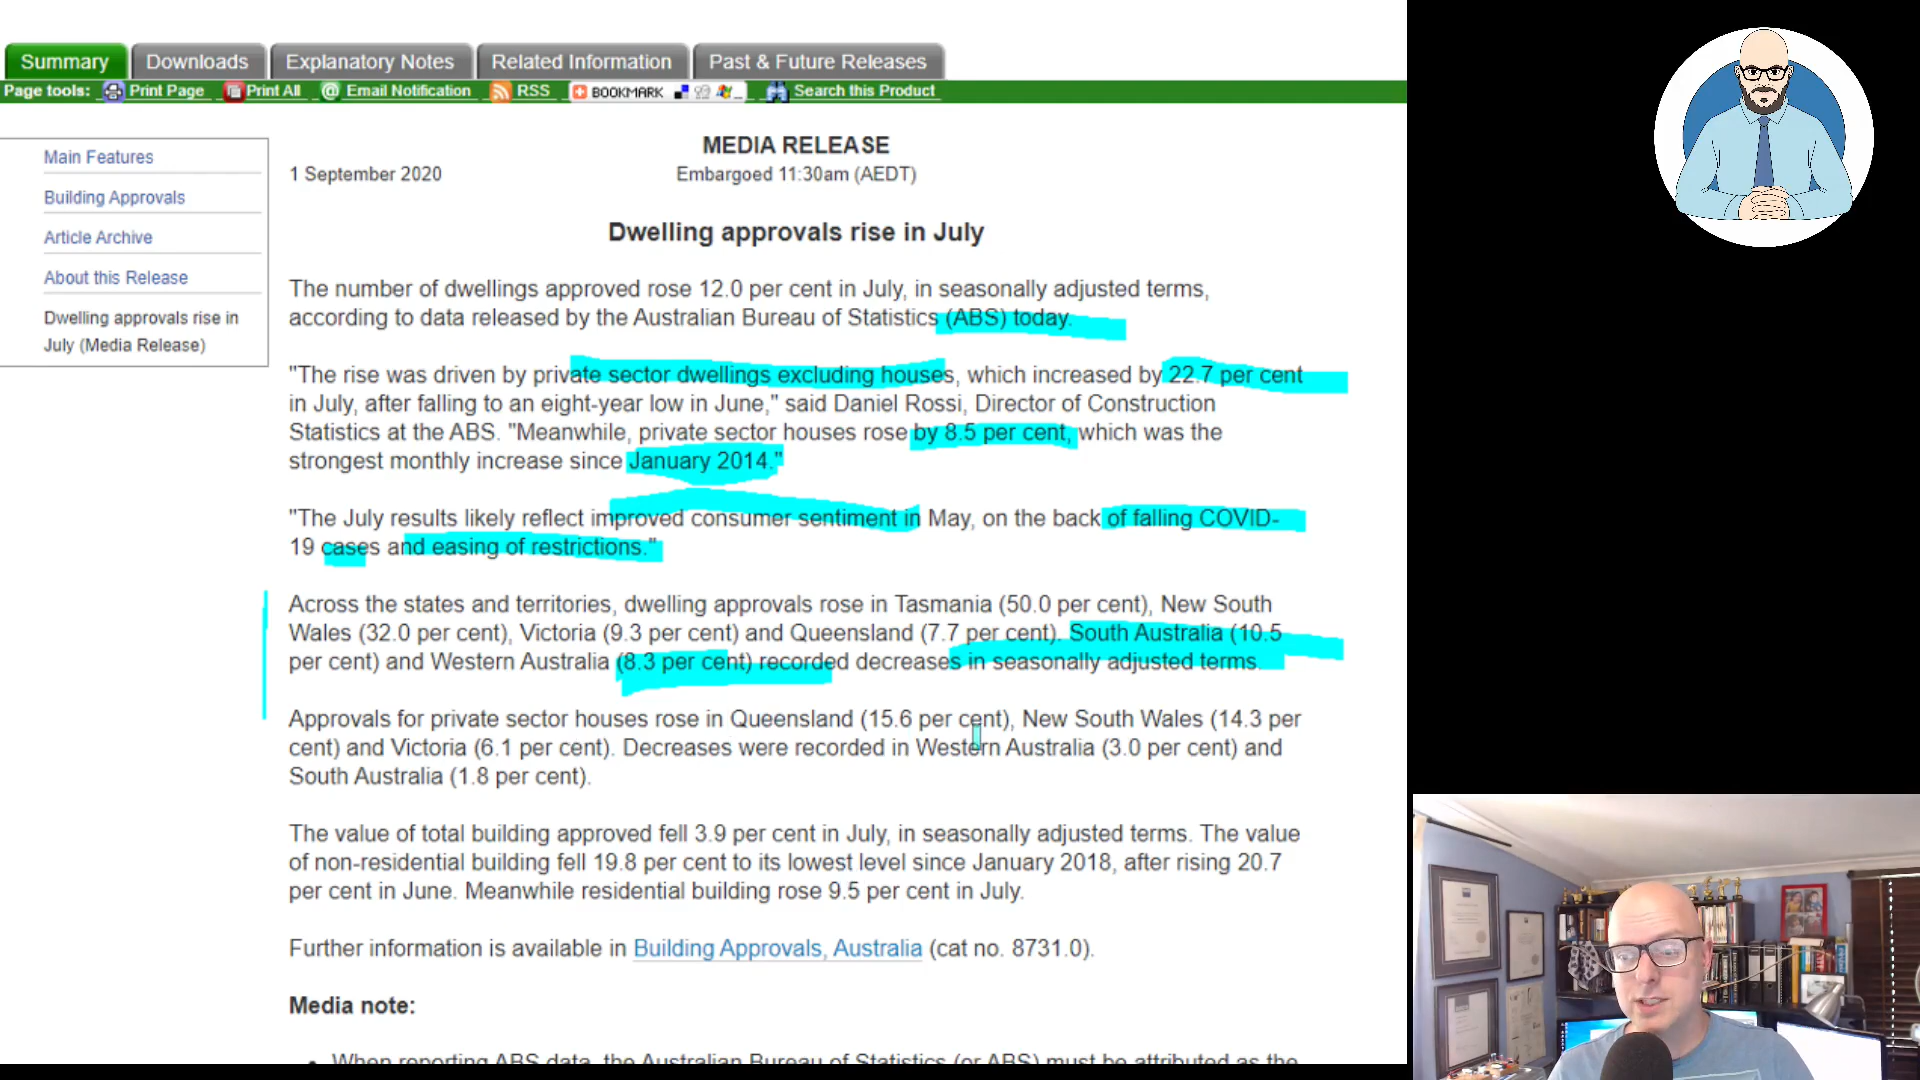 Summary Downloads Explanatory Notes Related Information Past & Future Releases
Page tools: Print Page Print All Email Notification RSS BOOKMARK Search this Product
Main Features
Building Approvals
Article Archive
About this Release
Dwelling approvals rise in
July (Media Release)
MEDIA RELEASE
1 September 2020 Embargoed 11:30am (AEDT)
Dwelling approvals rise in July
The number of dwellings approved rose 12.0 per cent in July, in seasonally adjusted terms,
according to data released by the Australian Bureau of Statistics (ABS) today.
"The rise was driven by private sector dwellings excluding houses, which increased by 22.7 per cent
in July, after falling to an eight-year low in June," said Daniel Rossi, Director of Construction
Statistics at the ABS. "Meanwhile, private sector houses rose by 8.5 per cent, which was the
strongest monthly increase since January 2014."
"The July results likely reflect improved consumer sentiment in May, on the back of falling COVID-
19 cases and easing of restrictions."
Across the states and territories, dwelling approvals rose in Tasmania (50.0 per cent), New South
Wales (32.0 per cent), Victoria (9.3 per cent) and Queensland (7.7 per cent). South Australia (10.5
per cent) and Western Australia (8.3 per cent) recorded decreases in seasonally adjusted terms.
Approvals for private sector houses rose in Queensland (15.6 per cent), New South Wales (14.3 per
cent) and Victoria (6.1 per cent). Decreases were recorded in Western Australia (3.0 per cent) and
South Australia (1.8 per cent).
The value of total building approved fell 3.9 per cent in July, in seasonally adjusted terms. The value
of non-residential building fell 19.8 per cent to its lowest level since January 2018, after rising 20.7
per cent in June. Meanwhile residential building rose 9.5 per cent in July.
Further information is available in Building Approvals, Australia (cat no. 8731.0).
Media note:
When reporting ABS data, the Australian Bureau of Statistics (or ABS) must be attributed as the